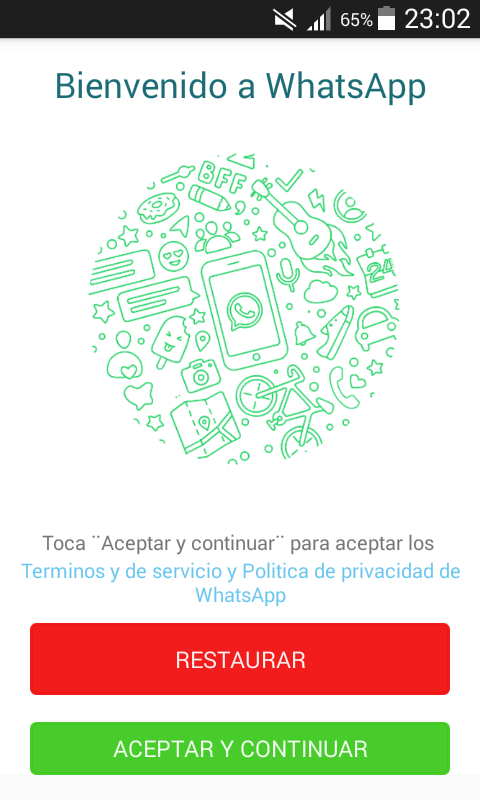 65% 23:02
Bienvenido a WhatsApp
BFF
24
Toca ¨Aceptar y continuar¨ para aceptar los
Terminos y de servicio y Politica de privacidad de
WhatsApp
RESTAURAR
ACEPTAR Y CONTINUAR